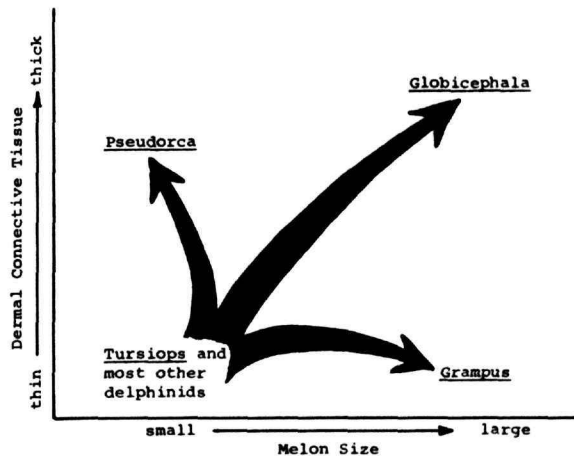 Globicephala
Pseudorca
Tursiops and
most other
delphinids
Grampus
thin
thick
Dermal Connective Tissue
small
large
Melon Size